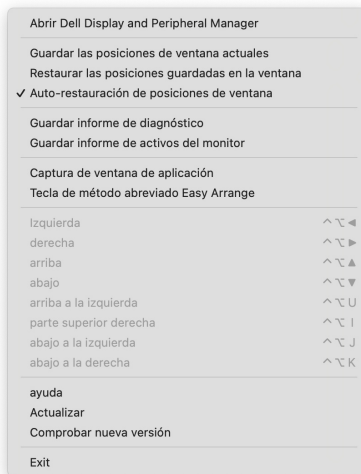 Abrir Dell Display and Peripheral Manager
Guardar las posiciones de ventana actuales
Restaurar las posiciones guardadas en la ventana
✓ Auto-restauración de posiciones de ventana
Guardar informe de diagnóstico
Guardar informe de activos del monitor
Captura de ventana de aplicación
Tecla de método abreviado Easy Arrange
Izquierda ^⌥◀
derecha ^⌥▶
arriba ^⌥▲
abajo ^⌥▼
arriba a la izquierda ^⌥U
parte superior derecha ^⌥I
abajo a la izquierda ^⌥J
abajo a la derecha ^⌥K
ayuda
Actualizar
Comprobar nueva versión
Exit